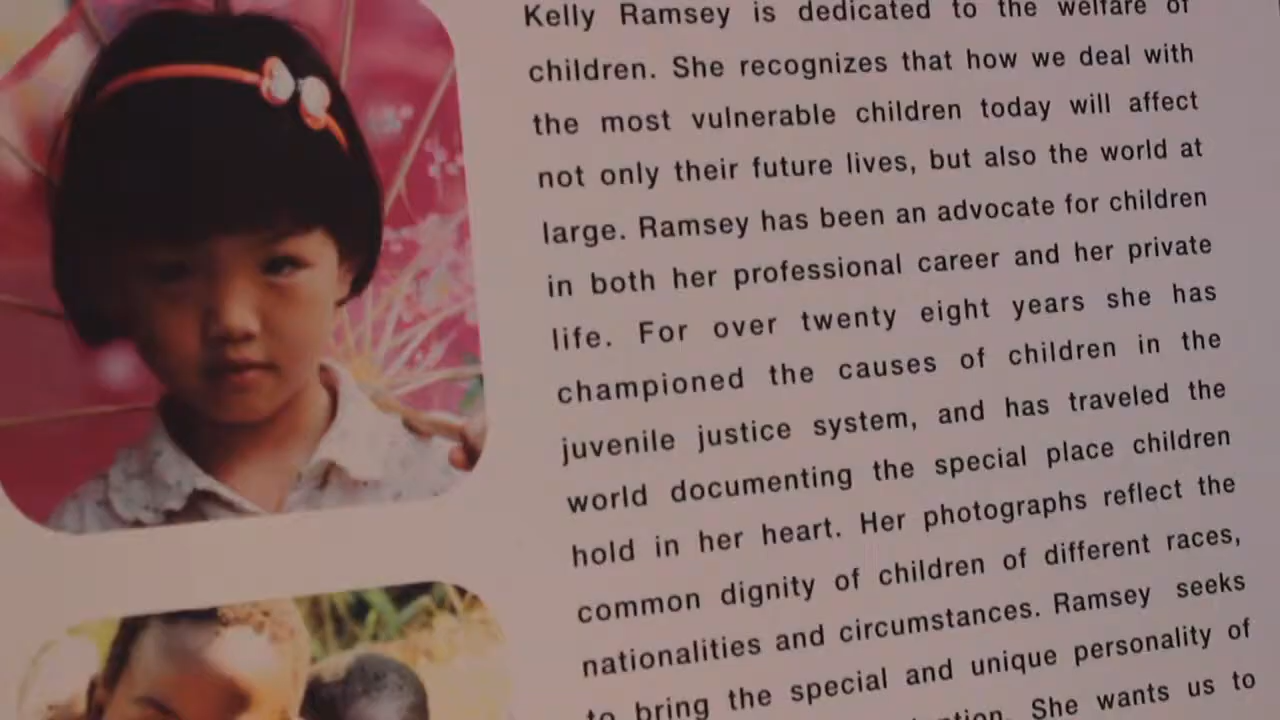 Kelly Ramsey is dedicated to the welfare of
children. She recognizes that how we deal with
the most vulnerable children today will affect
not only their future lives, but also the world at
large. Ramsey has been an advocate for children
in both her professional career and her private
life. For over twenty eight years she has
championed the causes of children in the
juvenile justice system, and has traveled the
world documenting the special place children
hold in her heart. Her photographs reflect the
common dignity of children of different races,
nationalities and circumstances. Ramsey seeks
to bring the special and unique personality of
She wants us to